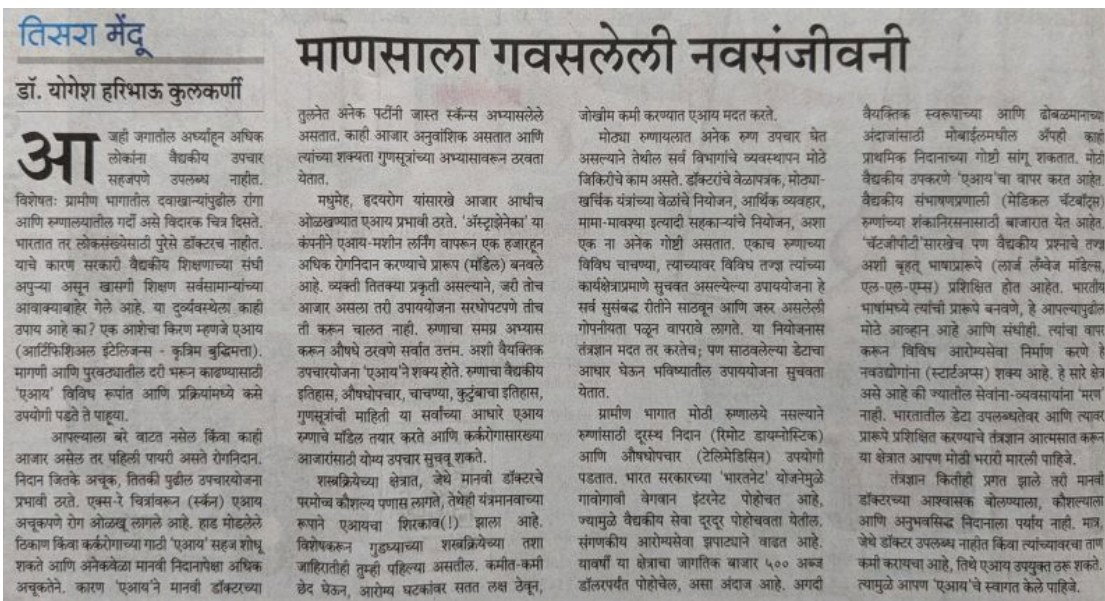 तिसरा मेंदू
डॉ. योगेश हरिभाऊ कुलकर्णी
माणसाला गवसलेली नवसंजीवनी
आजही जगातील अर्ध्याहून अधिक
लोकांना वैद्यकीय उपचार
सहजपणे उपलब्ध नाहीत.
विशेषतः ग्रामीण भागातील दवाखान्यांपुढील रांगा
आणि रुग्णालयातील गर्दी असे विदारक चित्र दिसते.
भारतात तर लोकसंख्येसाठी पुरेसे डॉक्टरच नाहीत.
याचे कारण सरकारी वैद्यकीय शिक्षणाच्या संधी
अपुऱ्या असून खासगी शिक्षण सर्वसामान्यांच्या
आवाक्याबाहेर गेले आहे. या दुर्व्यवस्थेला काही
उपाय आहे का? एक आशेचा किरण म्हणजे एआय
(आर्टिफिशिअल इंटेलिजन्स - कृत्रिम बुद्धिमत्ता).
मागणी आणि पुरवठ्यातील दरी भरून काढण्यासाठी
'एआय' विविध रूपांत आणि प्रक्रियांमध्ये कसे
उपयोगी पडते ते पाहूया.
आपल्याला बरे वाटत नसेल किंवा काही
आजार असेल तर पहिली पायरी असते रोगनिदान.
निदान जितके अचूक, तितकी पुढील उपचारयोजना
प्रभावी ठरते. एक्स-रे चित्रांवरून (स्कॅन) एआय
अचूकपणे रोग ओळखू लागले आहे. हाड मोडलेले
ठिकाण किंवा कर्करोगाच्या गाठी 'एआय' सहज शोधू
शकते आणि अनेकवेळा मानवी निदानापेक्षा अधिक
अचूकतेने. कारण 'एआय'ने मानवी डॉक्टरच्या
तुलनेत अनेक पटींनी जास्त स्कॅन्स अभ्यासलेले
असतात. काही आजार अनुवांशिक असतात आणि
त्यांच्या शक्यता गुणसूत्रांच्या अभ्यासावरून ठरवता
येतात.
मधुमेह, हृदयरोग यांसारखे आजार आधीच
ओळखण्यात एआय प्रभावी ठरते. 'ॲस्ट्राझेनेका' या
कंपनीने एआय-मशीन लर्निंग वापरून एक हजारहून
अधिक रोगनिदान करण्याचे प्रारूप (मॉडेल) बनवले
आहे. व्यक्ती तितक्या प्रकृती असल्याने, जरी तोच
आजार असला तरी उपाययोजना सरधोपटपणे तीच
ती करून चालत नाही. रुग्णाचा समग्र अभ्यास
करून औषधे ठरवणे सर्वात उत्तम. अशी वैयक्तिक
उपचारयोजना 'एआय'ने शक्य होते. रुग्णाचा वैद्यकीय
इतिहास, औषधोपचार, चाचण्या, कुटुंबाचा इतिहास,
गुणसूत्रांची माहिती या सर्वांच्या आधारे एआय
रुग्णाचे मॉडेल तयार करते आणि कर्करोगासारख्या
आजारांसाठी योग्य उपचार सुचवू शकते.
शस्त्रक्रियेच्या क्षेत्रात, जेथे मानवी डॉक्टरचे
परमोच्च कौशल्य पणास लागते, तेथेही यंत्रमानवाच्या
रूपाने एआयचा शिरकाव(!) झाला आहे.
विशेषकरून गुडघ्याच्या शस्त्रक्रियेच्या तशा
जाहिरातीही तुम्ही पहिल्या असतील. कमीत-कमी
छेद घेऊन, आरोग्य घटकांवर सतत लक्ष ठेवून,
जोखीम कमी करण्यात एआय मदत करते.
मोठ्या रुग्णालयात अनेक रुग्ण उपचार घेत
असल्याने तेथील सर्व विभागांचे व्यवस्थापन मोठे
जिकिरीचे काम असते. डॉक्टरांचे वेळापत्रक, मोठ्या-
खर्चिक यंत्रांच्या वेळांचे नियोजन, आर्थिक व्यवहार,
मामा-मावश्या इत्यादी सहकाऱ्यांचे नियोजन, अशा
एक ना अनेक गोष्टी असतात. एकाच रुग्णाच्या
विविध चाचण्या, त्याच्यावर विविध तज्ज्ञ त्यांच्या
कार्यक्षेत्राप्रमाणे सुचवत असलेल्या उपाययोजना हे
सर्व सुसंबद्ध रीतीने साठवून आणि जरुर असलेली
गोपनीयता पळून वापरावे लागते. या नियोजनास
तंत्रज्ञान मदत तर करतेच; पण साठवलेल्या डेटाचा
आधार घेऊन भविष्यातील उपाययोजना सुचवता
येतात.
ग्रामीण भागात मोठी रुग्णालये नसल्याने
रुग्णांसाठी दूरस्थ निदान (रिमोट डायग्नोस्टिक)
आणि औषधोपचार (टेलिमेडिसिन) उपयोगी
पडतात. भारत सरकारच्या 'भारतनेट' योजनेमुळे
गावोगावी वेगवान इंटरनेट पोहोचत आहे,
ज्यामुळे वैद्यकीय सेवा दूरदूर पोहोचवता येतील.
संगणकीय आरोग्यसेवा झपाट्याने वाढत आहे.
यावर्षी या क्षेत्राचा जागतिक बाजार ५०० अब्ज
डॉलरपर्यंत पोहोचेल, असा अंदाज आहे. अगदी
वैयक्तिक स्वरूपाच्या आणि ढोबळमानाच्या
अंदाजांसाठी मोबाईलमधील ॲपही काही
प्राथमिक निदानाच्या गोष्टी सांगू शकतात. मोठी
वैद्यकीय उपकरणे 'एआय'चा वापर करत आहेत.
वैद्यकीय संभाषणप्रणाली (मेडिकल चॅटबॉट्स)
रुग्णांच्या शंकानिरसनासाठी बाजारात येत आहेत.
'चॅटजीपीटी'सारखेच पण वैद्यकीय प्रश्नाचे तज्ज्ञ
अशी बृहत् भाषाप्रारूपे (लार्ज लँग्वेज मॉडेल्स,
एल-एल-एम्स) प्रशिक्षित होत आहेत. भारतीय
भाषांमध्ये त्यांची प्रारूपे बनवणे, हे आपल्यापुढील
मोठे आव्हान आहे आणि संधीही. त्यांचा वापर
करून विविध आरोग्यसेवा निर्माण करणे हे
नवउद्योगांना (स्टार्टअप्स) शक्य आहे. हे सारे क्षेत्र
असे आहे की ज्यातील सेवांना-व्यवसायांना 'मरण'
नाही. भारतातील डेटा उपलब्धतेवर आणि त्यावर
प्रारूपे प्रशिक्षित करण्याचे तंत्रज्ञान आत्मसात करून
या क्षेत्रात आपण मोठी भरारी मारली पाहिजे.
तंत्रज्ञान कितीही प्रगत झाले तरी मानवी
डॉक्टरच्या आश्वासक बोलण्याला, कौशल्याला
आणि अनुभवसिद्ध निदानाला पर्याय नाही. मात्र,
जेथे डॉक्टर उपलब्ध नाहीत किंवा त्यांच्यावरचा ताण
कमी करायचा आहे, तिथे एआय उपयुक्त ठरू शकते.
त्यामुळे आपण 'एआय'चे स्वागत केले पाहिजे.